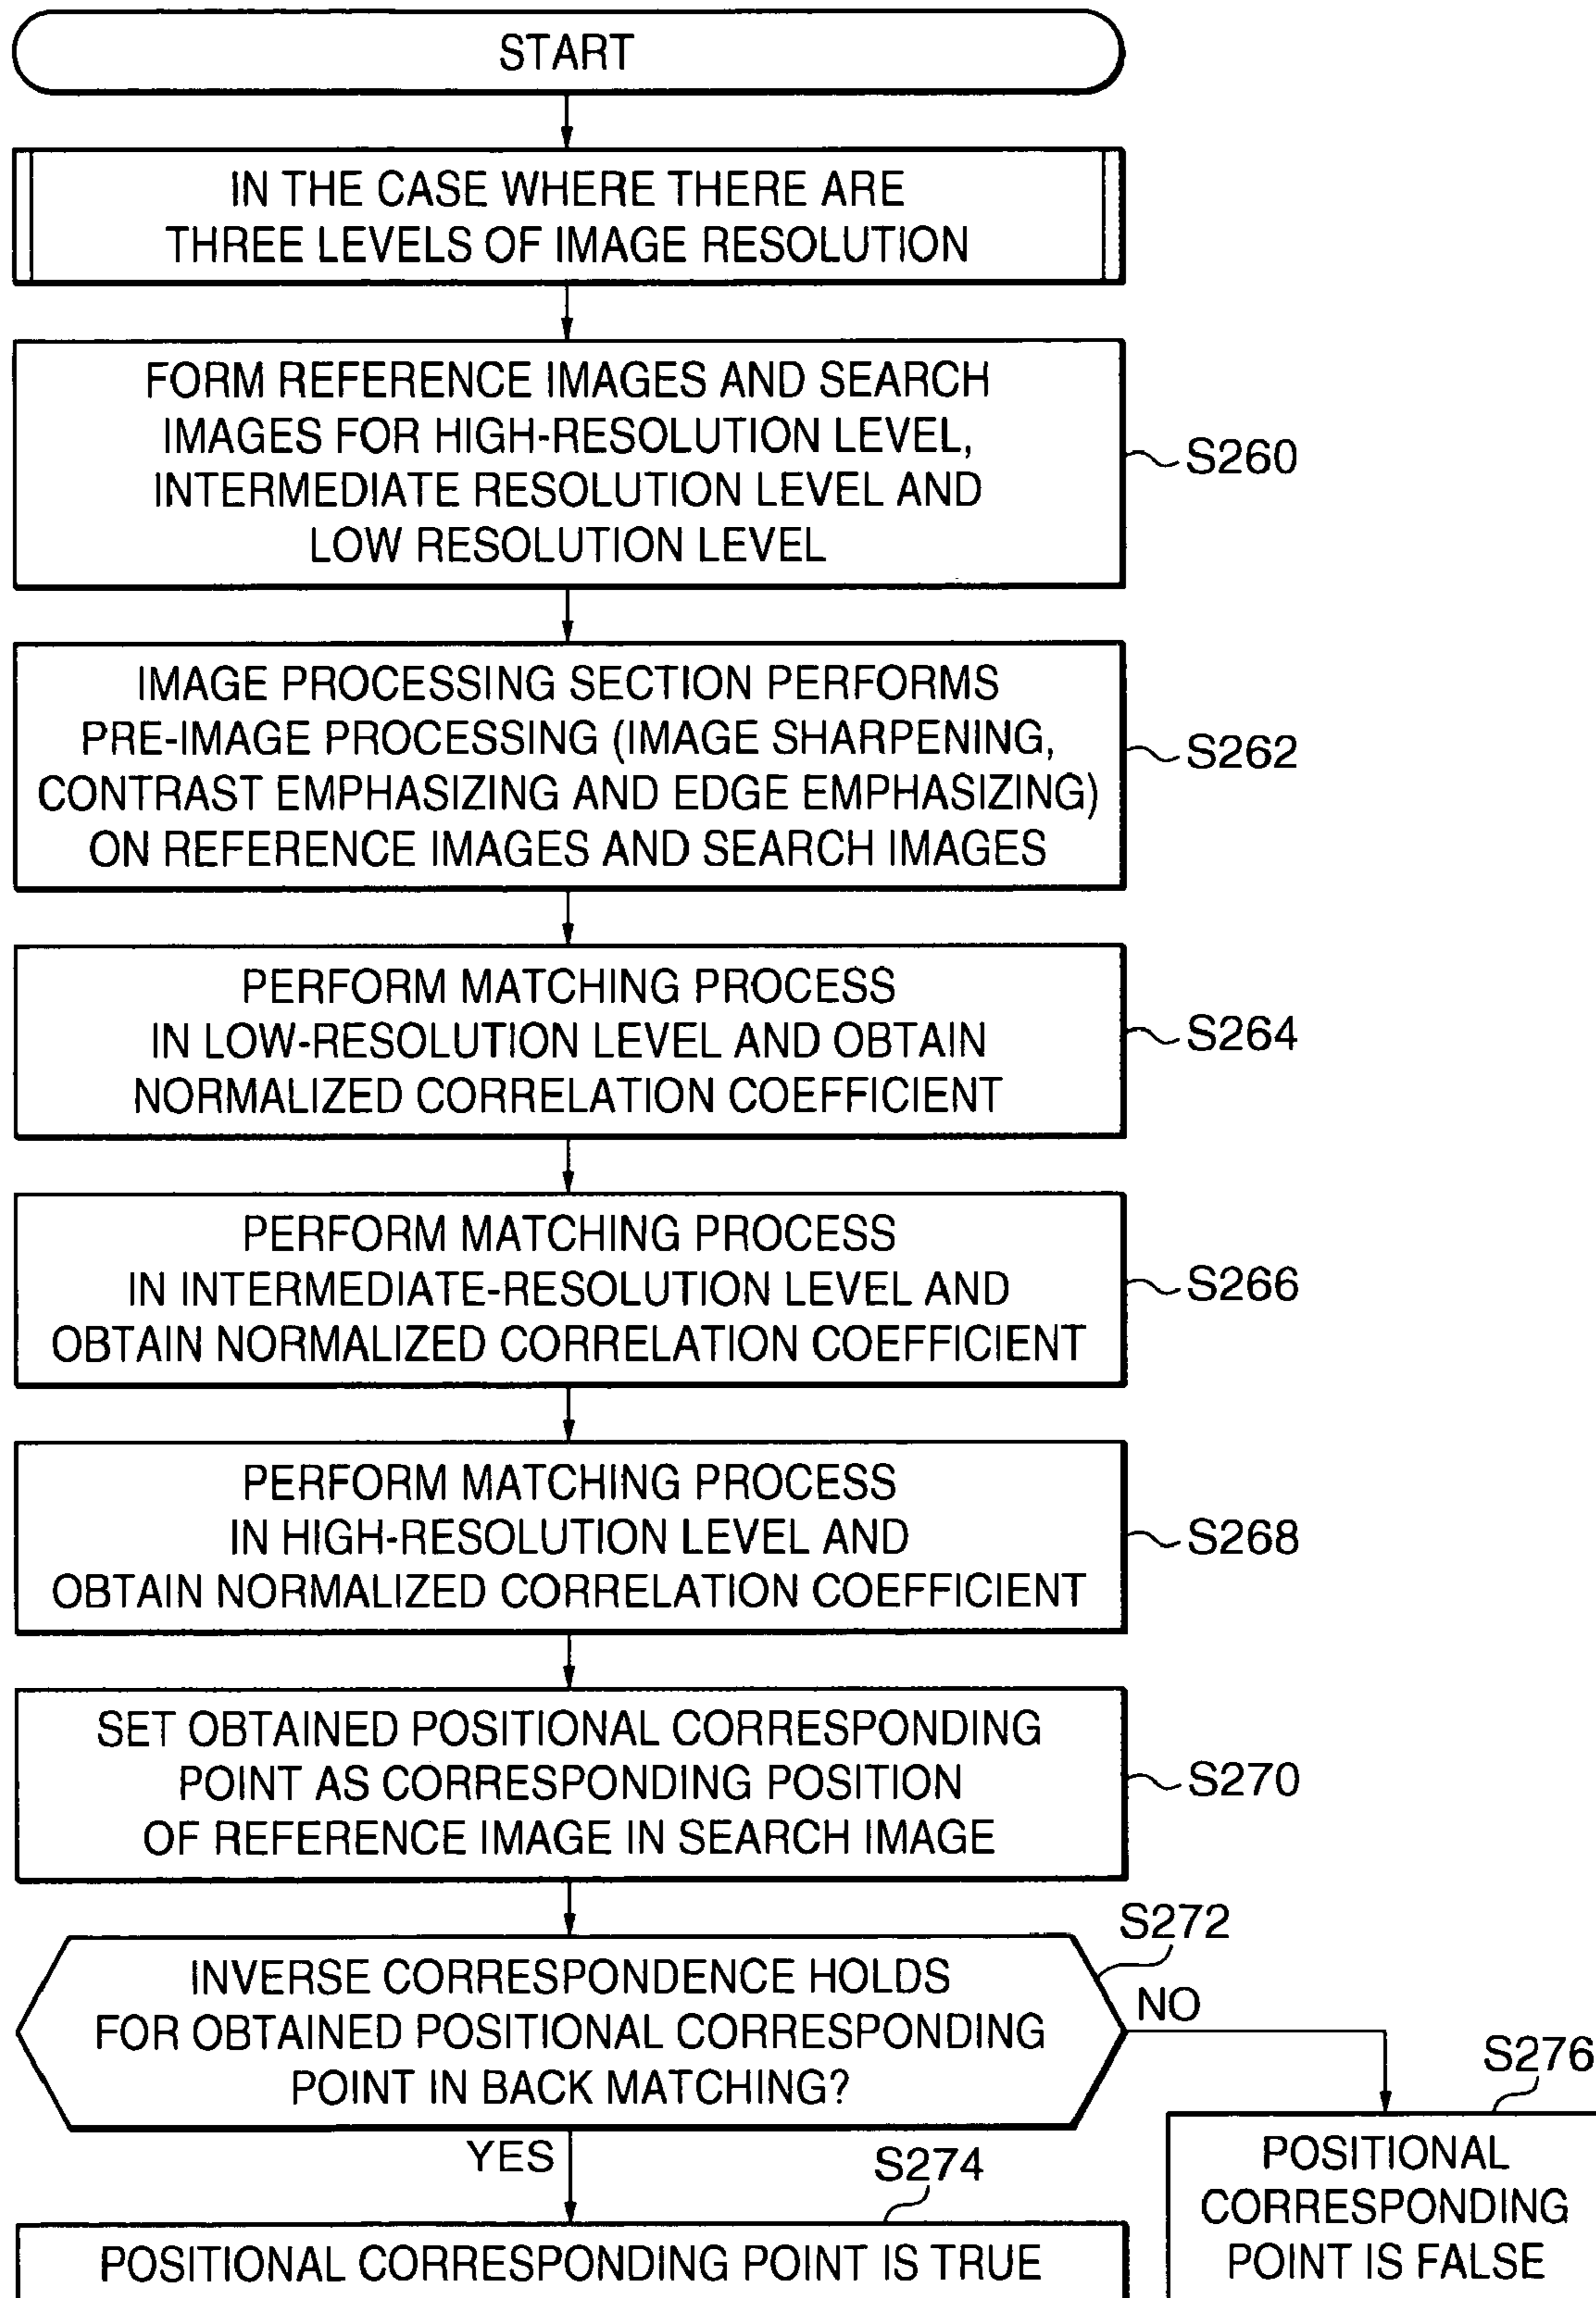 START
IN THE CASE WHERE THERE ARE
THREE LEVELS OF IMAGE RESOLUTION
FORM REFERENCE IMAGES AND SEARCH
IMAGES FOR HIGH-RESOLUTION LEVEL,
INTERMEDIATE RESOLUTION LEVEL AND
LOW RESOLUTION LEVEL
S260
IMAGE PROCESSING SECTION PERFORMS
PRE-IMAGE PROCESSING (IMAGE SHARPENING,
CONTRAST EMPHASIZING AND EDGE EMPHASIZING)
ON REFERENCE IMAGES AND SEARCH IMAGES
S262
PERFORM MATCHING PROCESS
IN LOW-RESOLUTION LEVEL AND OBTAIN
NORMALIZED CORRELATION COEFFICIENT
S264
PERFORM MATCHING PROCESS
IN INTERMEDIATE-RESOLUTION LEVEL AND
OBTAIN NORMALIZED CORRELATION COEFFICIENT
S266
PERFORM MATCHING PROCESS
IN HIGH-RESOLUTION LEVEL AND
OBTAIN NORMALIZED CORRELATION COEFFICIENT
S268
SET OBTAINED POSITIONAL CORRESPONDING
POINT AS CORRESPONDING POSITION
OF REFERENCE IMAGE IN SEARCH IMAGE
S270
S272
INVERSE CORRESPONDENCE HOLDS
FOR OBTAINED POSITIONAL CORRESPONDING
POINT IN BACK MATCHING?
NO
YES
S276
POSITIONAL
CORRESPONDING
POINT IS FALSE
S274
POSITIONAL CORRESPONDING POINT IS TRUE